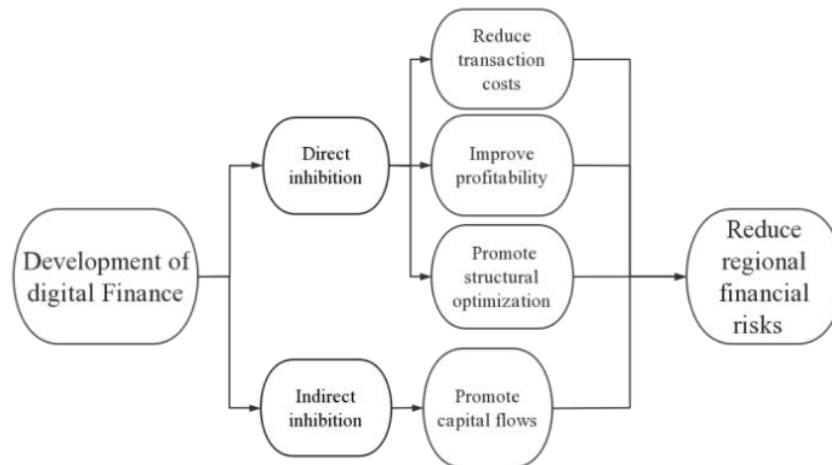 Reduce
transaction
costs
Direct
inhibition
Improve
profitability
Development of
digital Finance
Promote
structural
optimization
Reduce
regional
financial
risks
Indirect
inhibition
Promote
capital flows